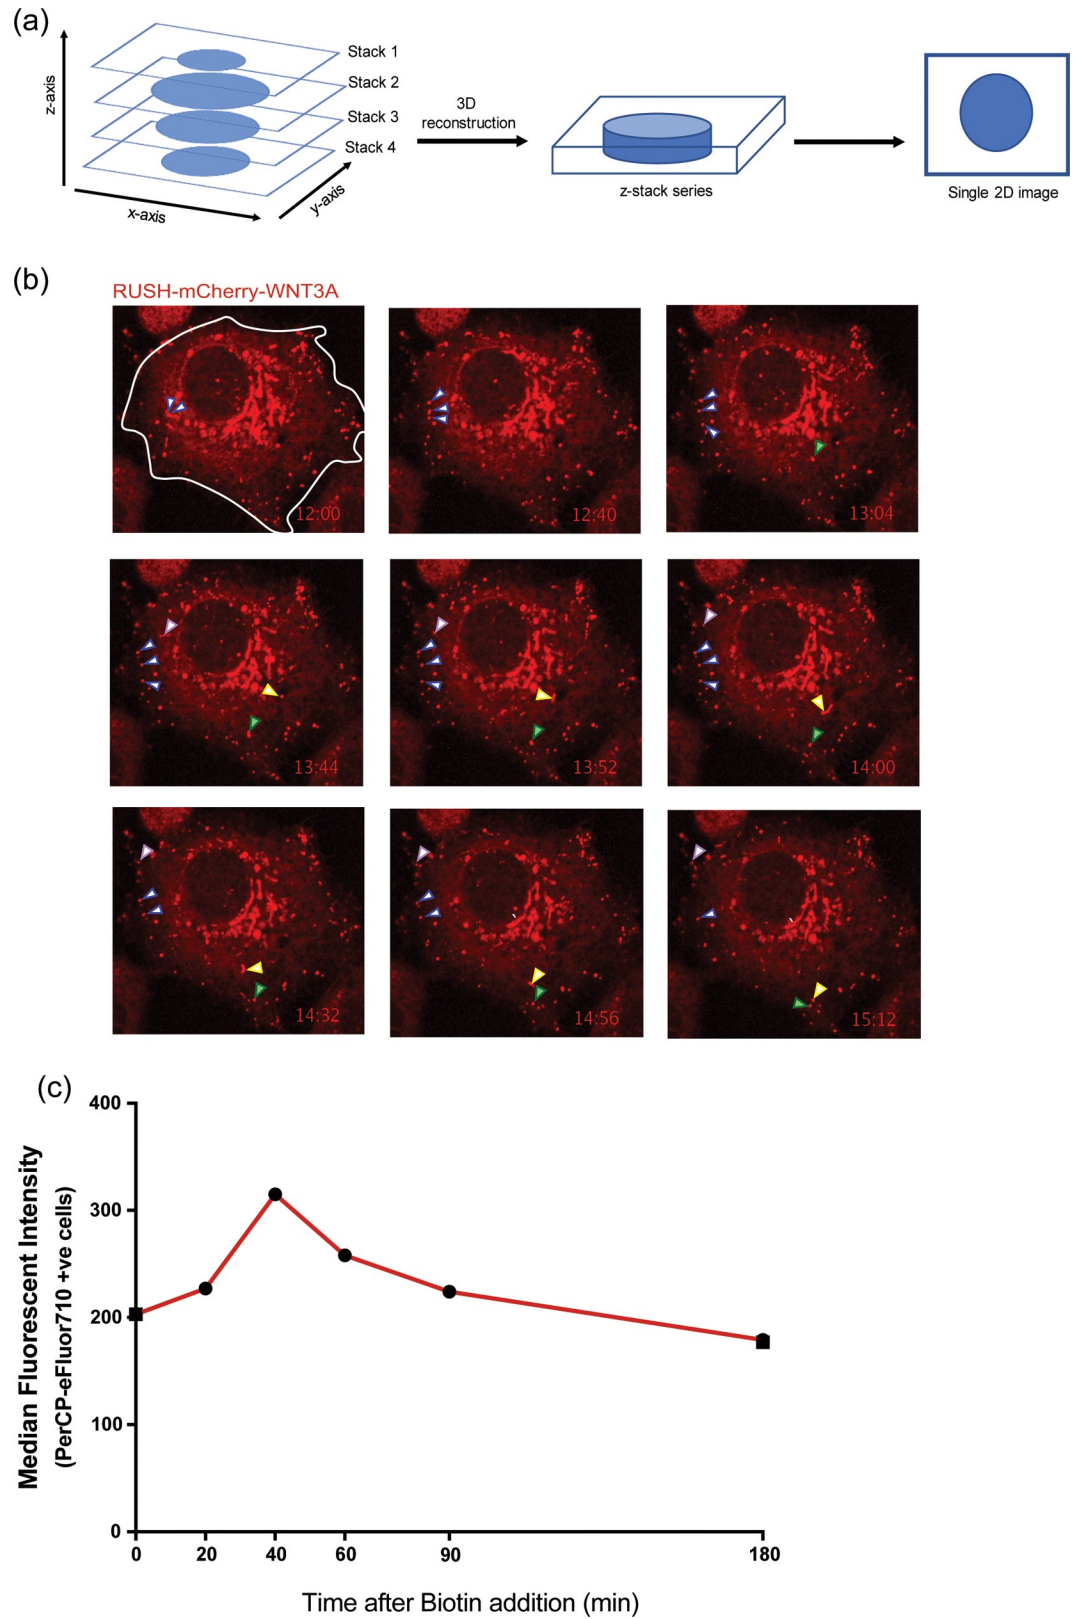 (a)
z-axis
Stack 1
Stack 2
Stack 3
Stack 4
x-axis
y-axis
3D
reconstruction
z-stack series
Single 2D image
(b)
RUSH-mCherry-WNT3A
12:00
12:40
13:04
13:44
13:52
14:00
14:32
14:56
15:12
(c)
Median Fluorescent Intensity
(PerCP-eFluor710 +ve cells)
400
300
200
100
0
0 20 40 60 90 180
Time after Biotin addition (min)